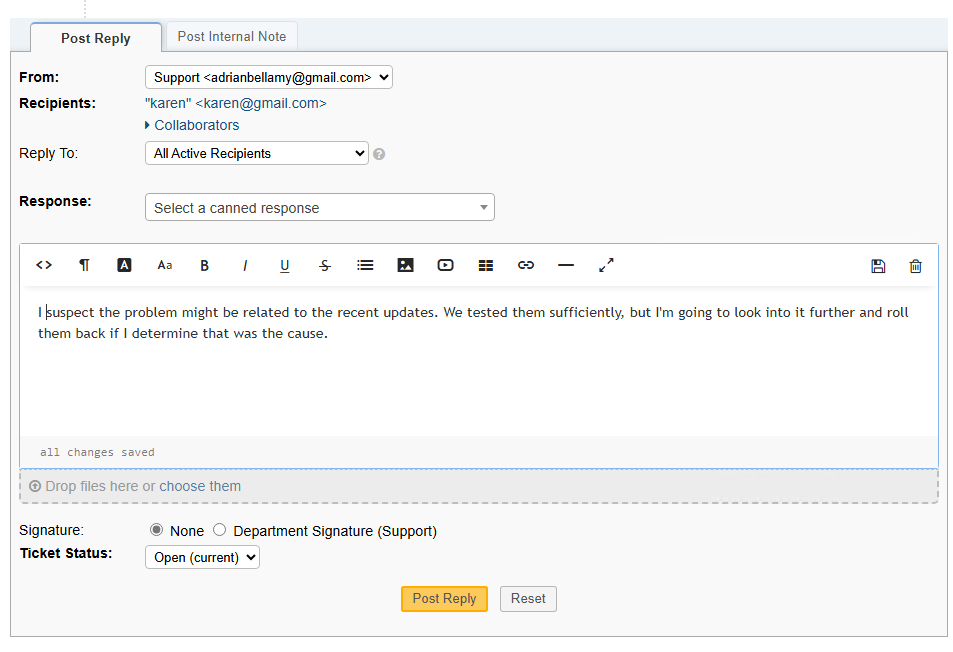 Post Reply Post Internal Note
From: Support <adrianbellamy@gmail.com>
Recipients: "karen" <karen@gmail.com>
Collaborators
Reply To: All Active Recipients ?
Response: Select a canned response
<> ¶ A Aa B I U S
I suspect the problem might be related to the recent updates. We tested them sufficiently, but I'm going to look into it further and roll
them back if I determine that was the cause.
all changes saved
Drop files here or choose them
Signature: None Department Signature (Support)
Ticket Status: Open (current)
Post Reply Reset